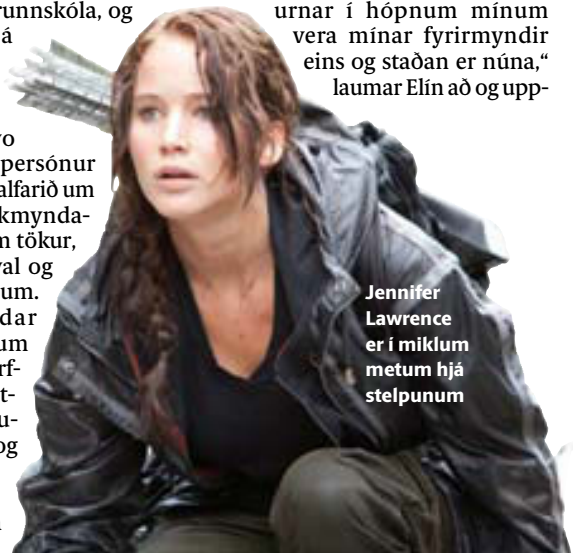 runnskóla, og
á
persónur
alfarið um
kmynda-
m tökur,
val og
um.
dar
um
rf-
t-
u-
og
urnar í hópnum mínum
vera mínar fyrirmyndir
eins og staðan er núna,“
laumar Elín að og upp-
Jennifer
Lawrence
er í miklum
metum hjá
stelpunum